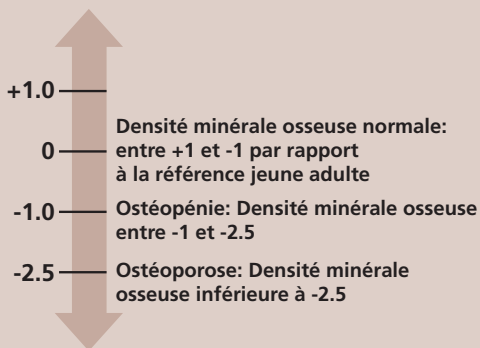 +1.0
0
Densité minérale osseuse normale:
entre +1 et -1 par rapport
à la référence jeune adulte
-1.0
Ostéopénie: Densité minérale osseuse
entre -1 et -2.5
-2.5
Ostéoporose: Densité minérale
osseuse inférieure à -2.5